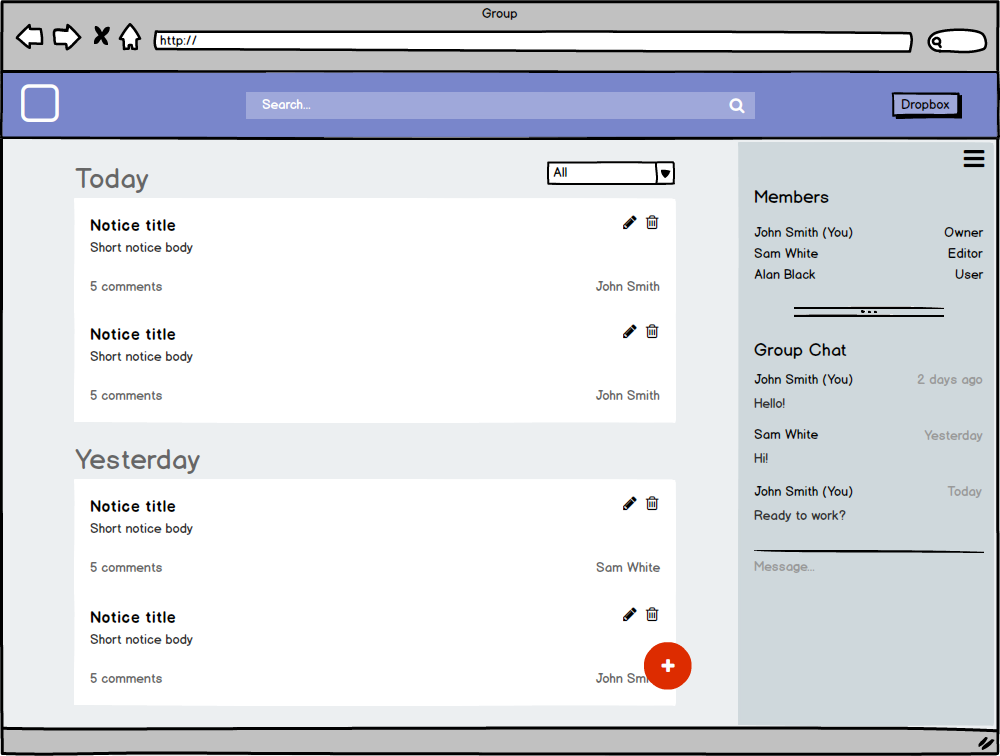 Group
http://
Search...
Dropbox
Today
All
Notice title
Short notice body
5 comments
John Smith
Notice title
Short notice body
5 comments
John Smith
Yesterday
Notice title
Short notice body
5 comments
Sam White
Notice title
Short notice body
5 comments
John Smi
Members
John Smith (You) Owner
Sam White Editor
Alan Black User
Group Chat
John Smith (You) 2 days ago
Hello!
Sam White Yesterday
Hi!
John Smith (You) Today
Ready to work?
Message...